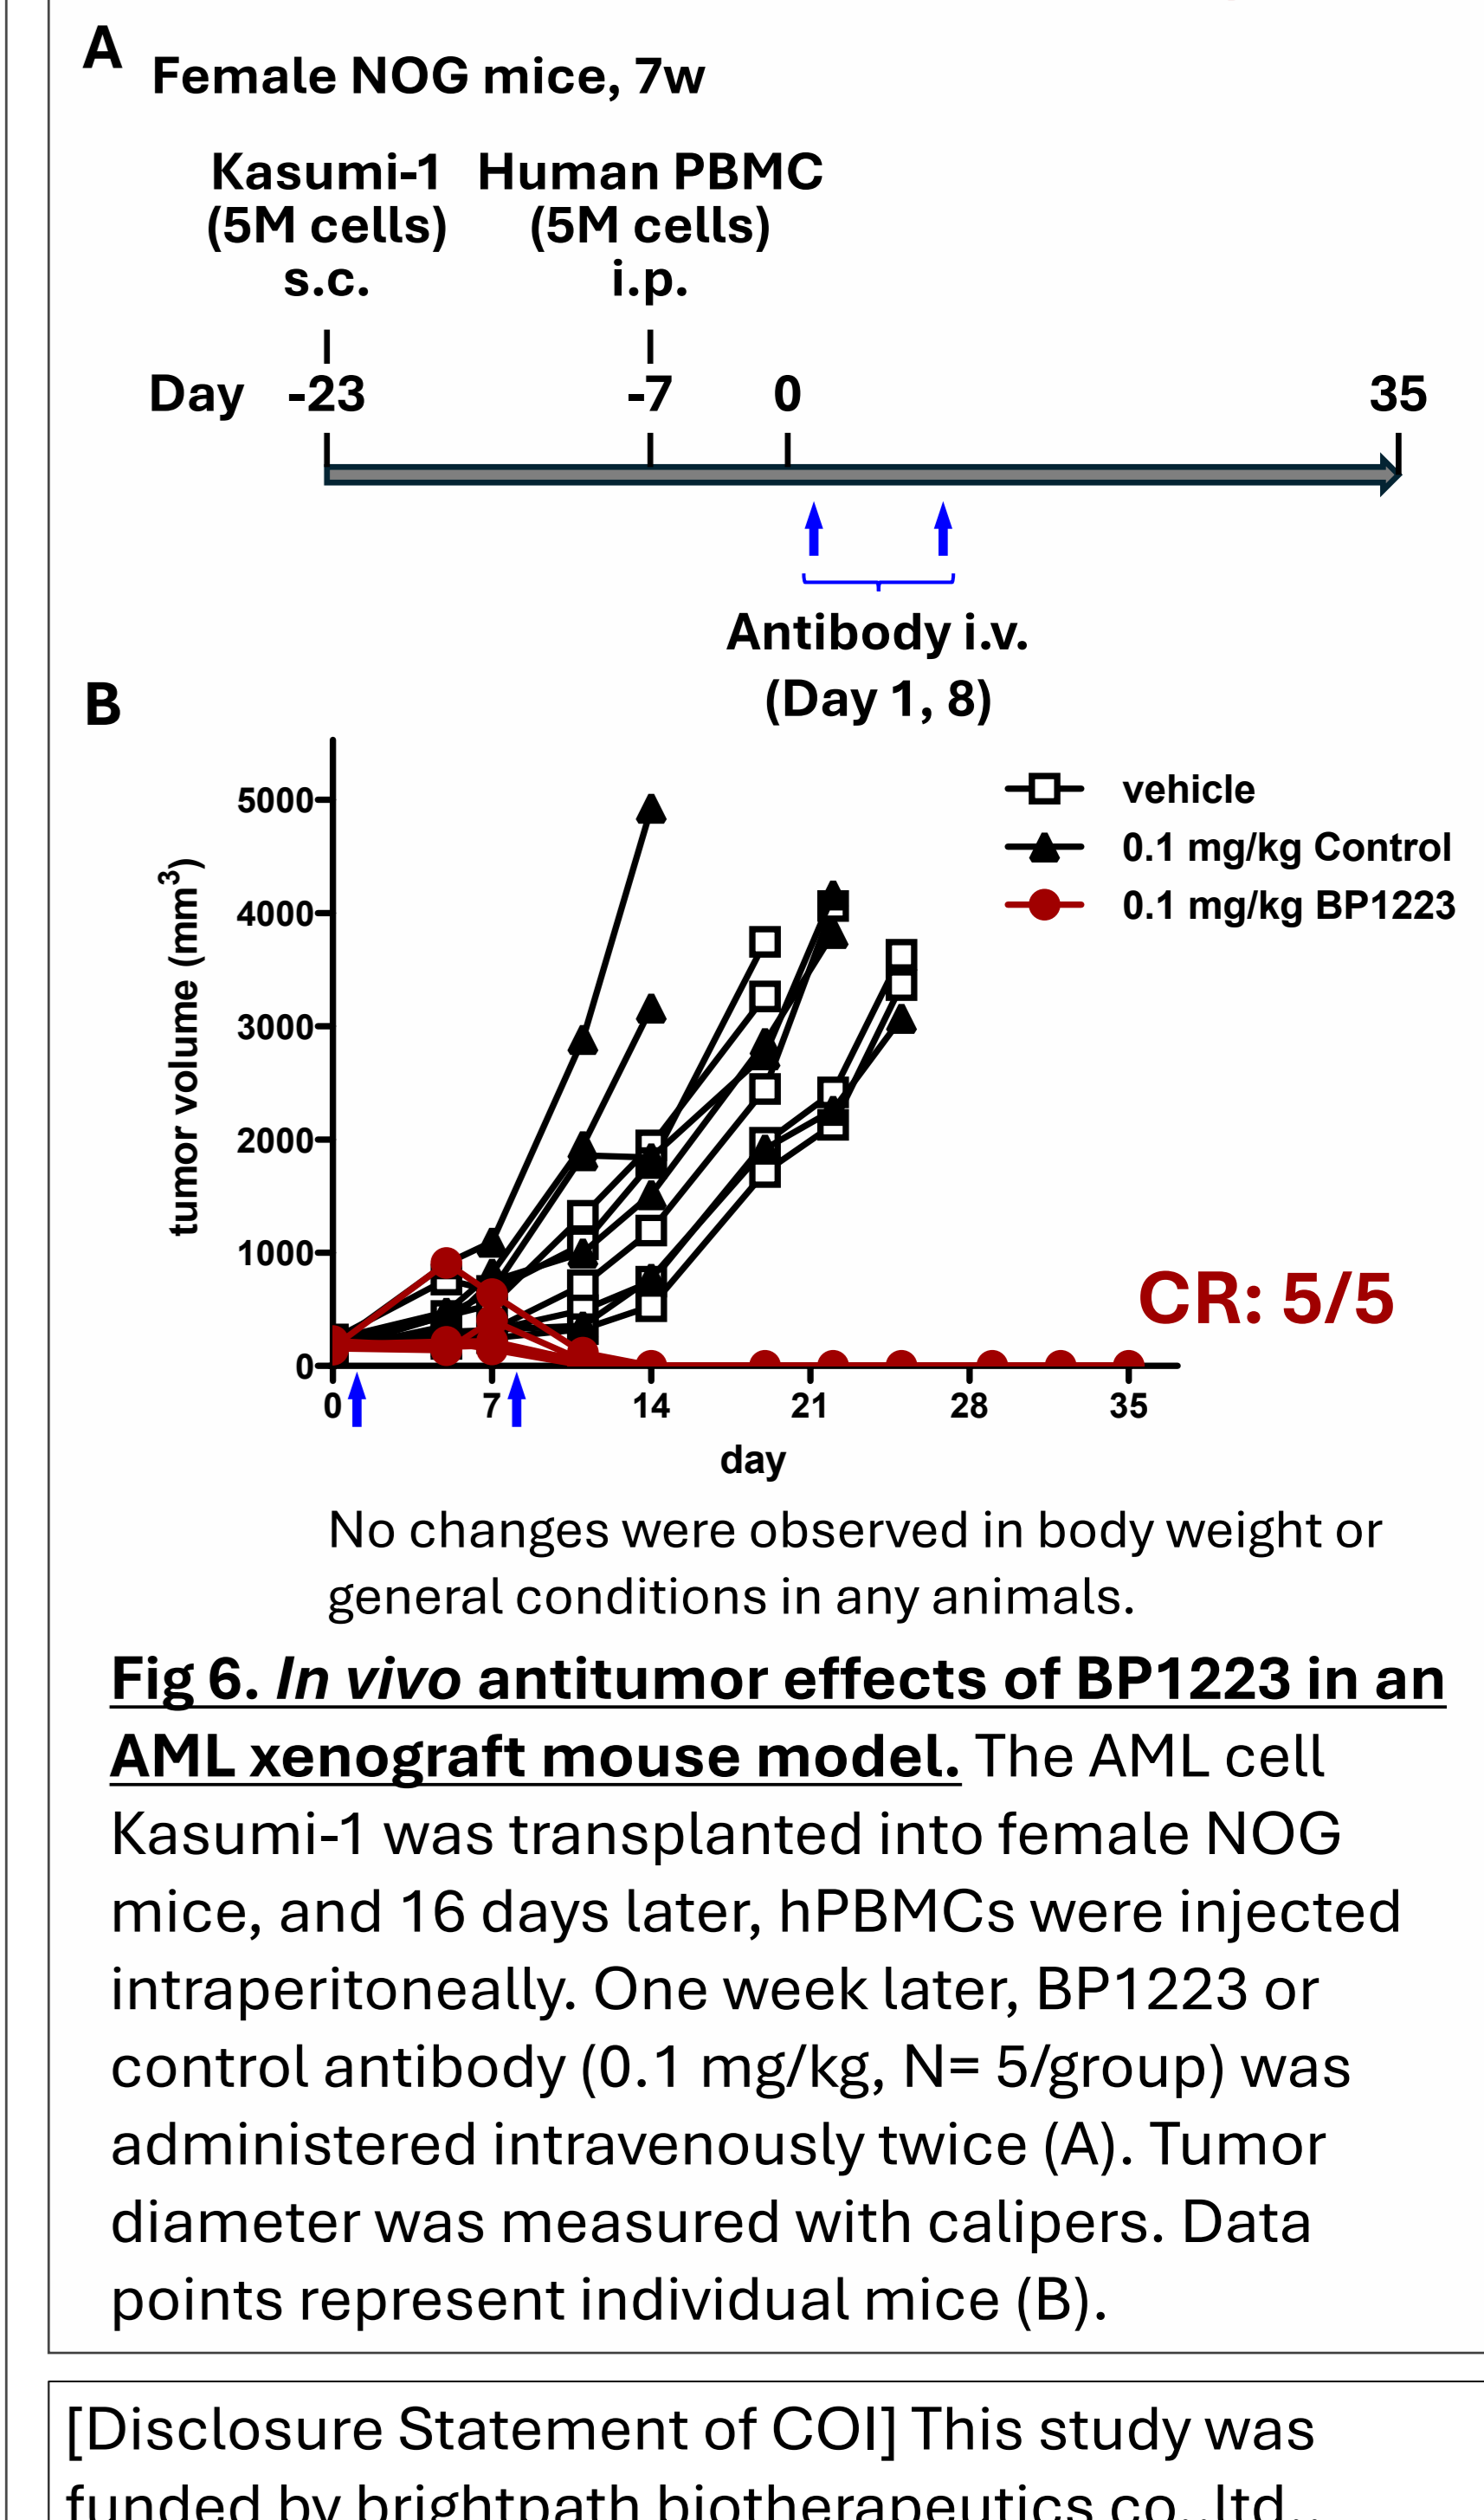 A
Female NOG mice, 7w
Kasumi-1 Human PBMC
(5M cells) (5M cells)
s.c. i.p.
Day -23 -7 0 35
Antibody i.v.
(Day 1, 8)
B
tumor volume (mm³)
5000
4000
3000
2000
1000
0
vehicle
0.1 mg/kg Control
0.1 mg/kg BP1223
CR: 5/5
0 7 14 21 28 35
day
No changes were observed in body weight or
general conditions in any animals.
Fig 6. In vivo antitumor effects of BP1223 in an
AML xenograft mouse model. The AML cell
Kasumi-1 was transplanted into female NOG
mice, and 16 days later, hPBMCs were injected
intraperitoneally. One week later, BP1223 or
control antibody (0.1 mg/kg, N= 5/group) was
administered intravenously twice (A). Tumor
diameter was measured with calipers. Data
points represent individual mice (B).
[Disclosure Statement of COI] This study was
funded by brightpath biotherapeutics co., ltd..